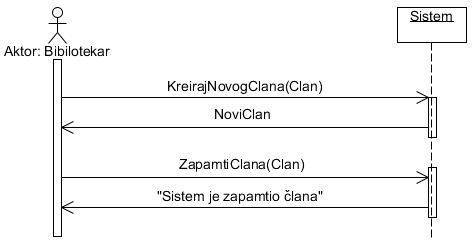 Sistem
Aktor: Bibilotekar
KreirajNovogClana(Clan)
NoviClan
ZapamtiClana(Clan)
"Sistem je zapamtio člana"